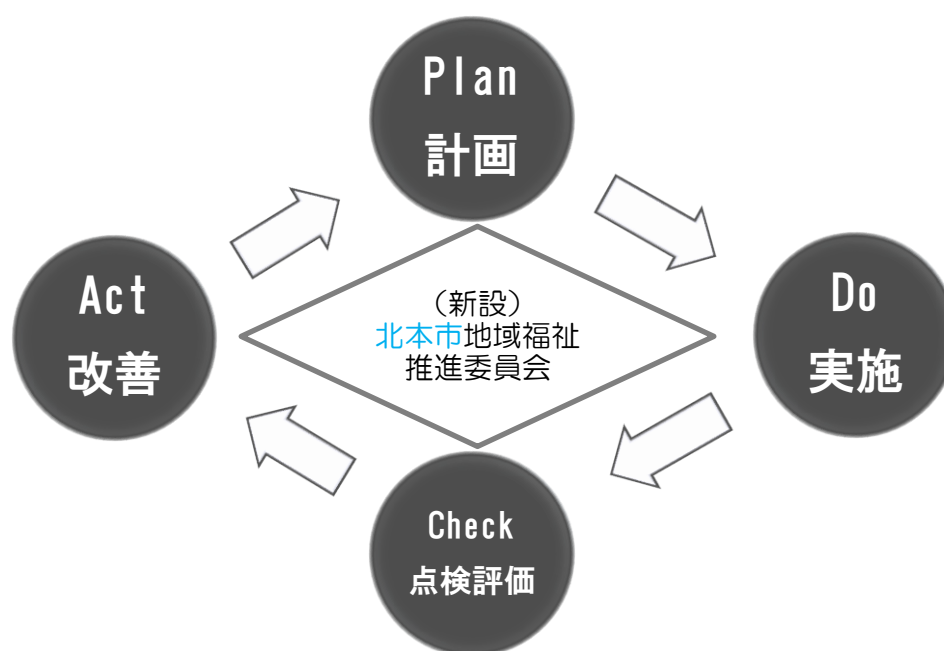 Plan
計画
Act
改善
（新設）
北本市地域福祉
推進委員会
Do
実施
Check
点検評価